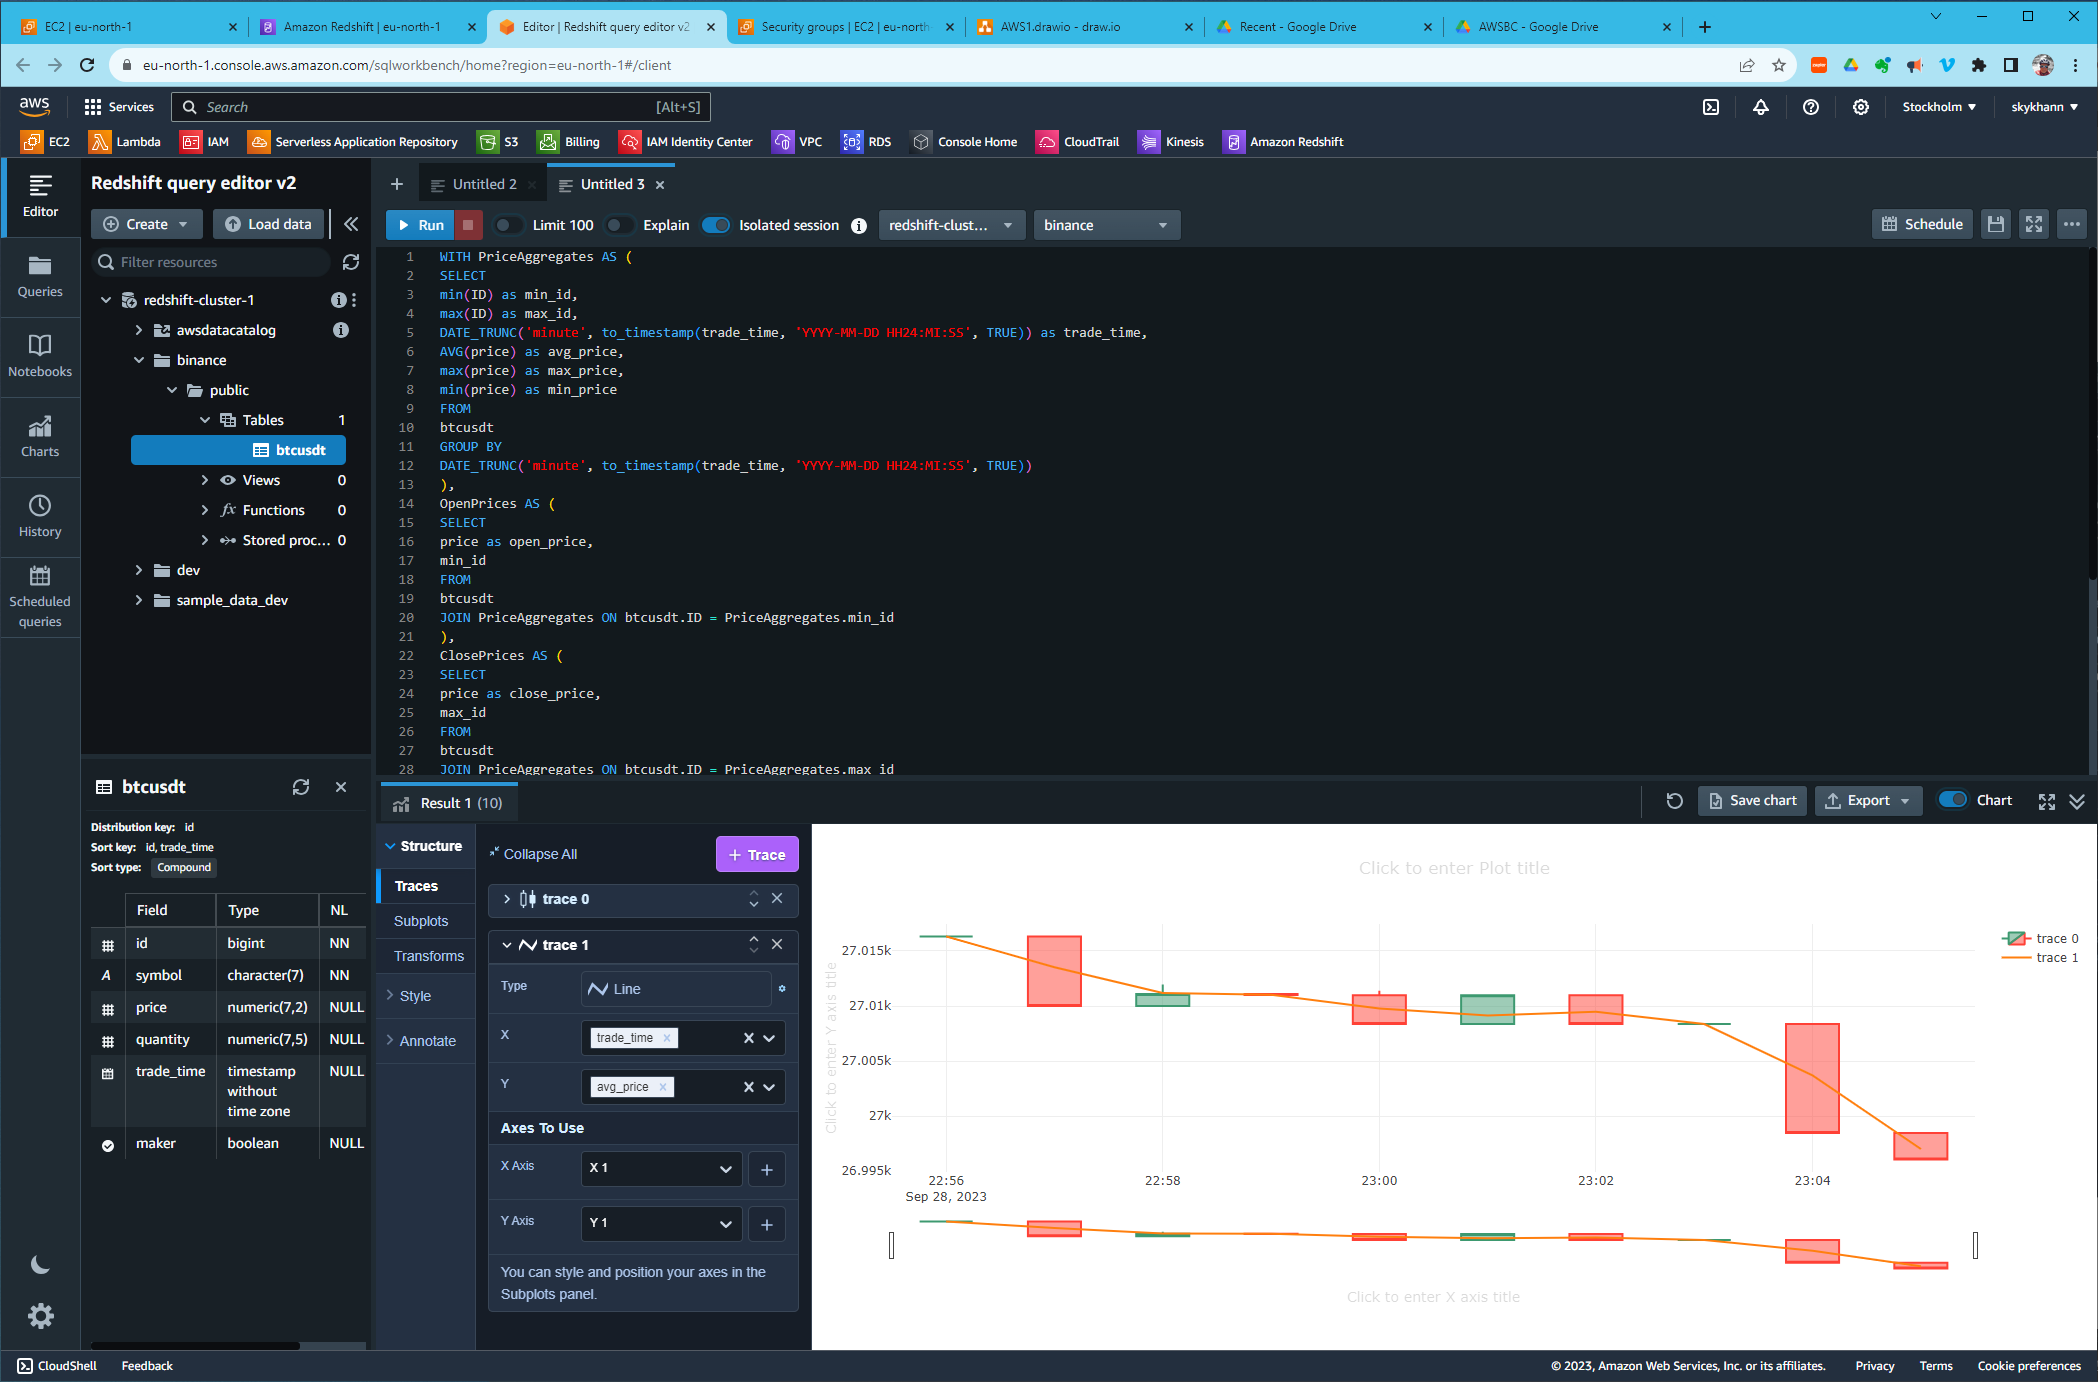 EC2 | eu-north-1
Amazon Redshift | eu-north-1
Editor | Redshift query editor v2
Security groups | EC2 | eu-north
AWS1.drawio - draw.io
Recent - Google Drive
AWSBC - Google Drive
eu-north-1.console.aws.amazon.com/sqlworkbench/home?region=eu-north-1#/client
aws
Services
Search
[Alt+S]
Stockholm
skykhann
EC2
Lambda
IAM
Serverless Application Repository
S3
Billing
IAM Identity Center
VPC
RDS
Console Home
CloudTrail
Kinesis
Amazon Redshift
Editor
Queries
Notebooks
Charts
History
Scheduled
queries
Redshift query editor v2
Create
Load data
Filter resources
redshift-cluster-1
awsdatacatalog
binance
public
Tables 1
btcusdt
Views 0
fx Functions 0
Stored proc... 0
dev
sample_data_dev
Untitled 2
Untitled 3
Run
Limit 100
Explain
Isolated session
redshift-clust...
binance
Schedule
1 WITH PriceAggregates AS (
2 SELECT
3 min(ID) as min_id,
4 max(ID) as max_id,
5 DATE_TRUNC('minute', to_timestamp(trade_time, 'YYYY-MM-DD HH24:MI:SS', TRUE)) as trade_time,
6 AVG(price) as avg_price,
7 max(price) as max_price,
8 min(price) as min_price
9 FROM
10 btcusdt
11 GROUP BY
12 DATE_TRUNC('minute', to_timestamp(trade_time, 'YYYY-MM-DD HH24:MI:SS', TRUE))
13 ),
14 OpenPrices AS (
15 SELECT
16 price as open_price,
17 min_id
18 FROM
19 btcusdt
20 JOIN PriceAggregates ON btcusdt.ID = PriceAggregates.min_id
21 ),
22 ClosePrices AS (
23 SELECT
24 price as close_price,
25 max_id
26 FROM
27 btcusdt
28 JOIN PriceAggregates ON btcusdt.ID = PriceAggregates.max_id
btcusdt
Distribution key: id
Sort key: id, trade_time
Sort type: Compound
Field Type NL
id bigint NN
A symbol character(7) NN
price numeric(7,2) NULL
quantity numeric(7,5) NULL
trade_time timestamp without time zone NULL
maker boolean NULL
Result 1 (10)
Save chart
Export
Chart
Structure
Traces
Subplots
Transforms
Style
Annotate
Collapse All
+ Trace
trace 0
trace 1
Type Line
X trade_time
Y avg_price
Axes To Use
X Axis X 1
Y Axis Y 1
You can style and position your axes in the
Subplots panel.
Click to enter Plot title
Click to enter Y axis title
27.015k
27.01k
27.005k
27k
26.995k
22:56
22:58
23:00
23:02
23:04
Sep 28, 2023
trace 0
trace 1
Click to enter X axis title
CloudShell
Feedback
© 2023, Amazon Web Services, Inc. or its affiliates.
Privacy
Terms
Cookie preferences